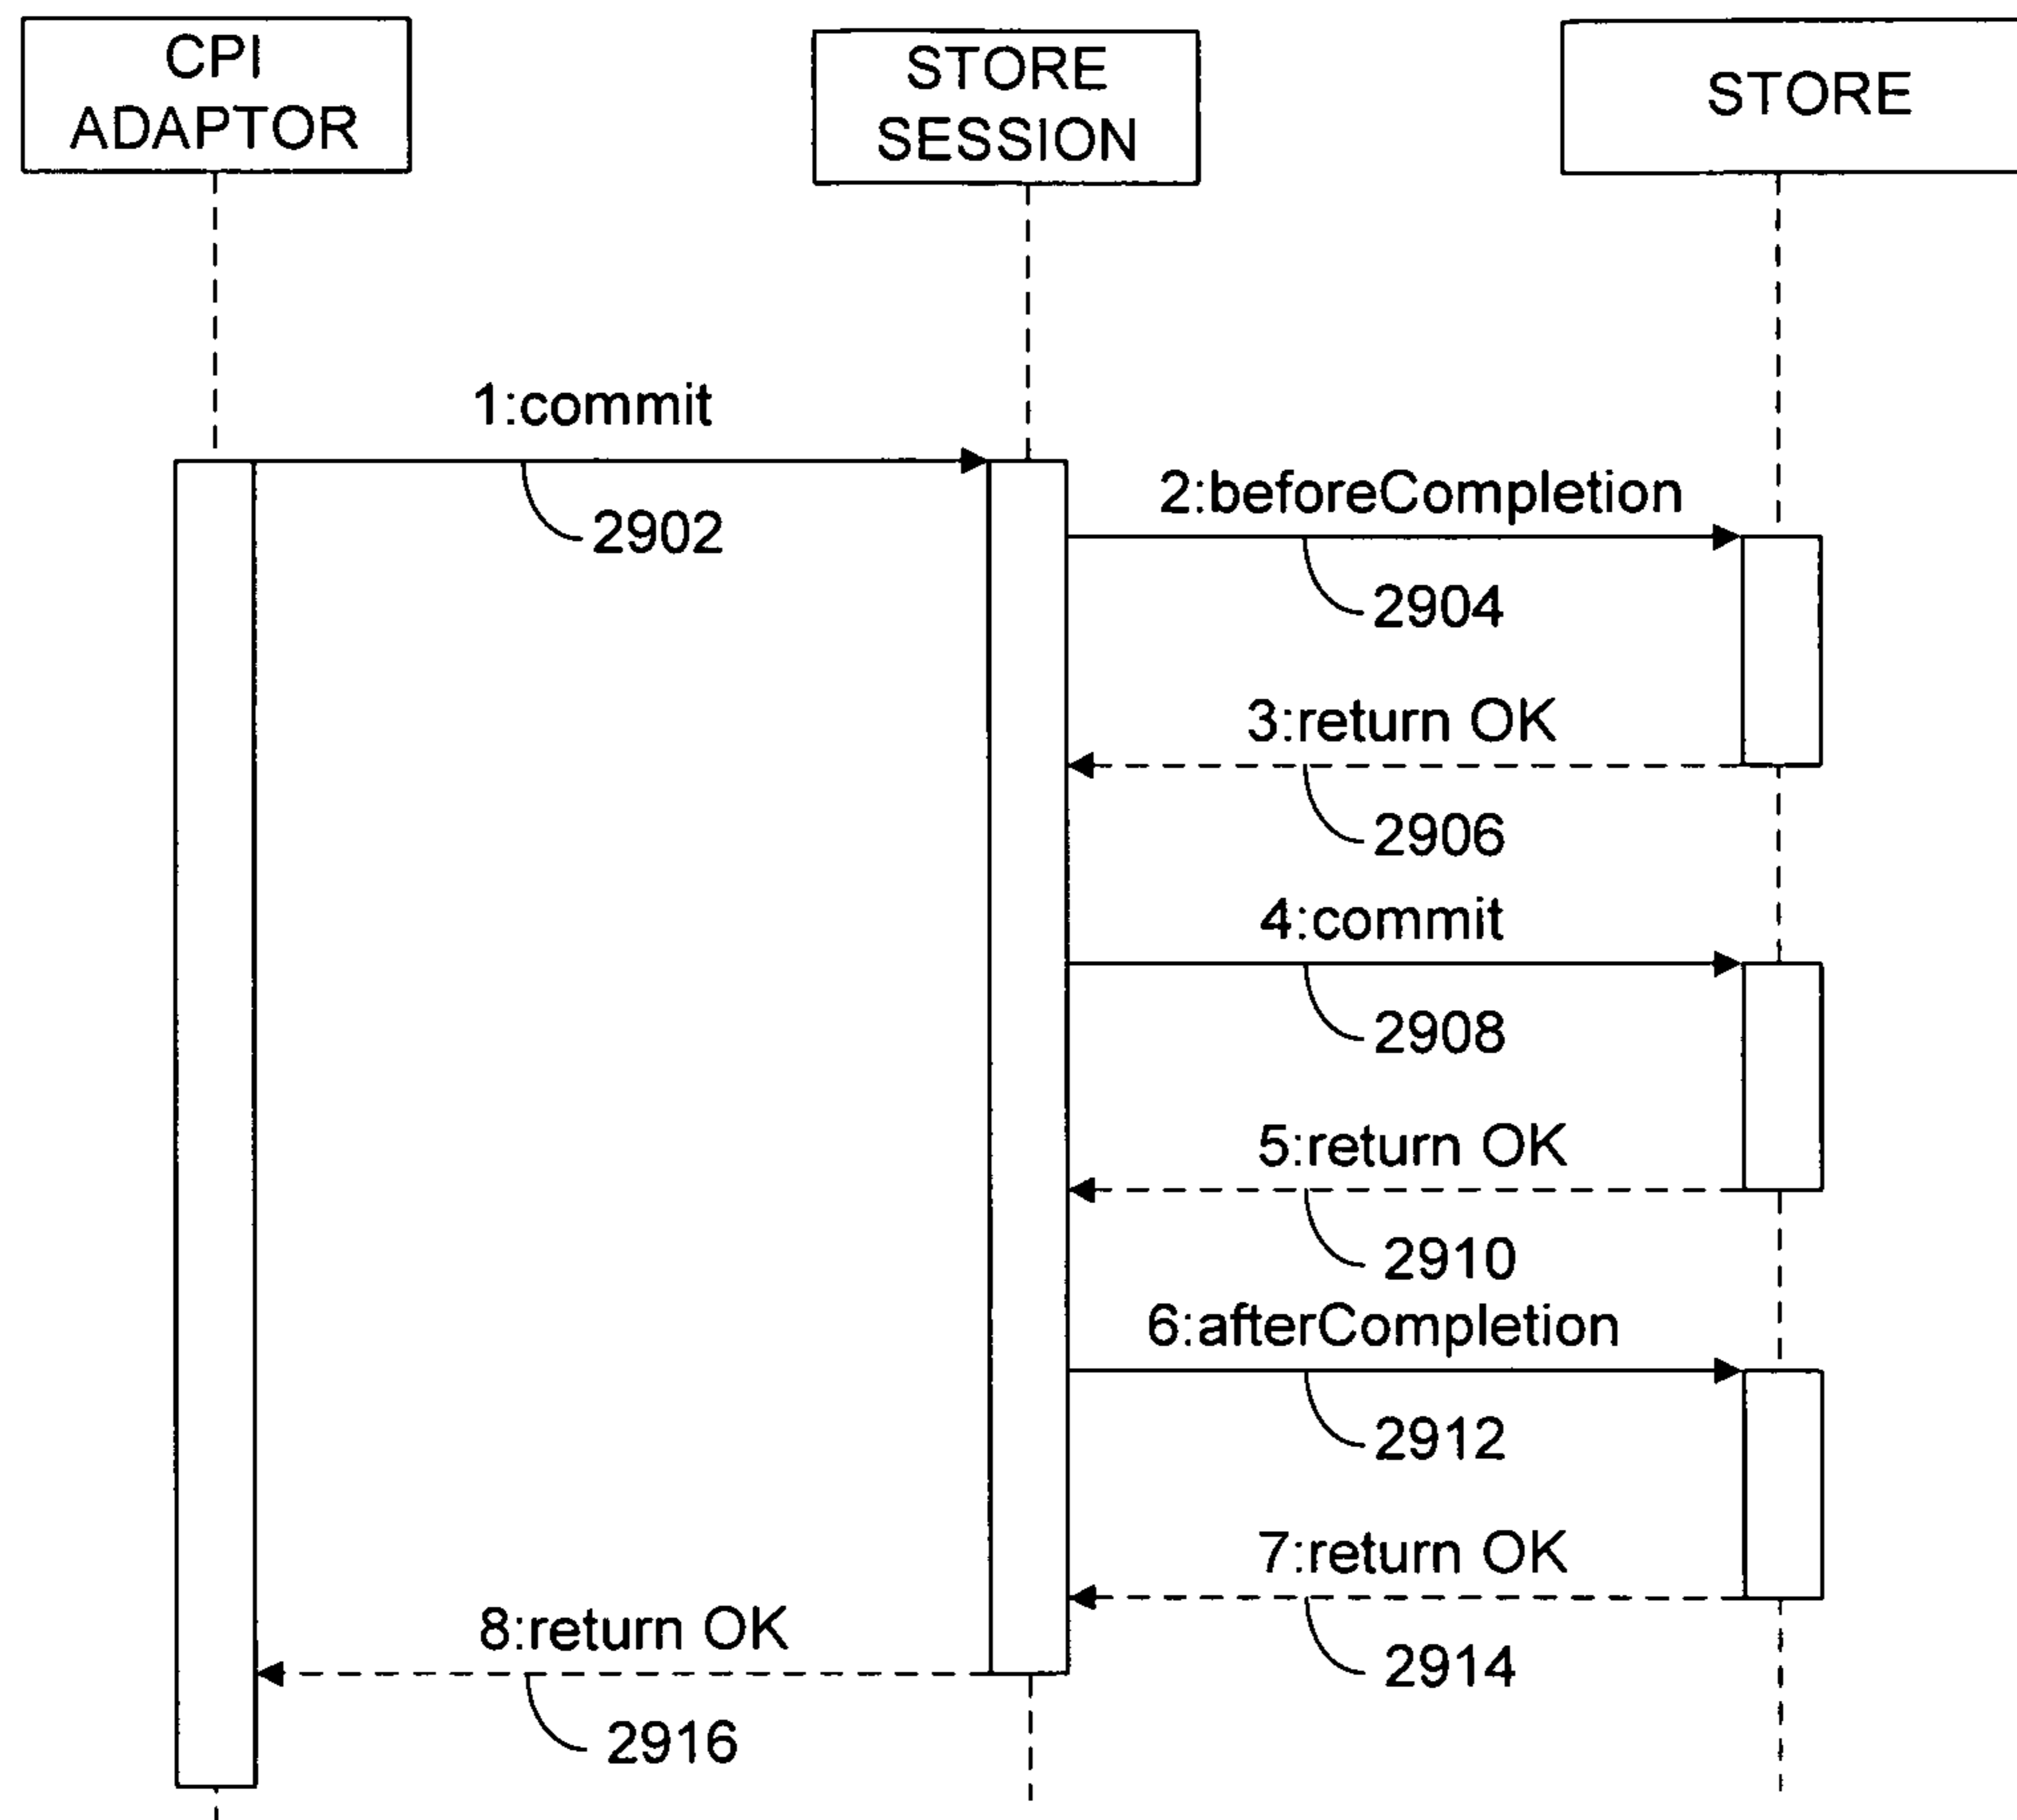 CPI
ADAPTOR
STORE
SESSION
STORE
1:commit
2902
2:beforeCompletion
2904
3:return OK
2906
4:commit
2908
5:return OK
2910
6:afterCompletion
2912
7:return OK
2914
8:return OK
2916